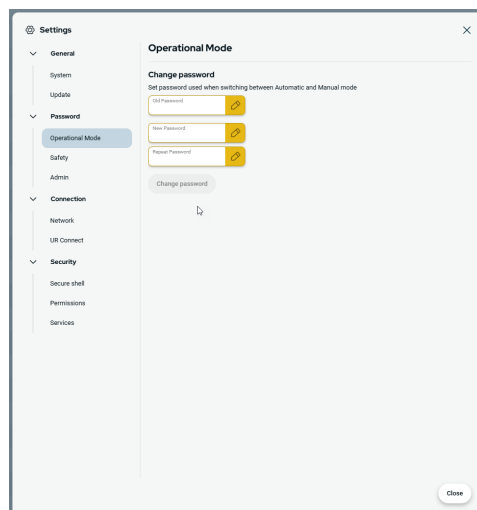 Settings
General
System
Update
Password
Operational Mode
Safety
Admin
Connection
Network
UR Connect
Security
Secure shell
Permissions
Services
Operational Mode
Change password
Set password used when switching between Automatic and Manual mode
Old Password
New Password
Repeat Password
Change password
Close